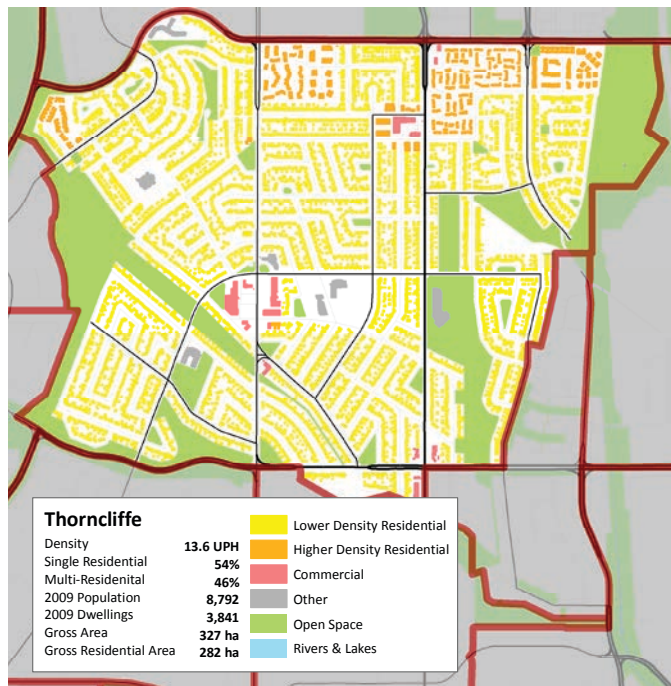 Thorncliffe
Density 13.6 UPH
Single Residential 54%
Multi-Residenital 46%
2009 Population 8,792
2009 Dwellings 3,841
Gross Area 327 ha
Gross Residential Area 282 ha
Lower Density Residential
Higher Density Residential
Commercial
Other
Open Space
Rivers & Lakes